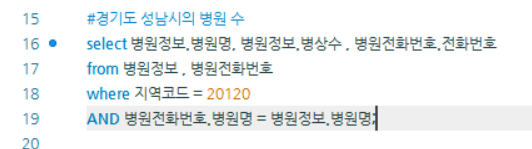 15 #경기도 성남시의 병원 수
16 select 병원정보.병원명, 병원정보.병상수 , 병원전화번호.전화번호
17 from 병원정보 , 병원전화번호
18 where 지역코드 = 20120
19 AND 병원전화번호.병원명 = 병원정보.병원명;
20